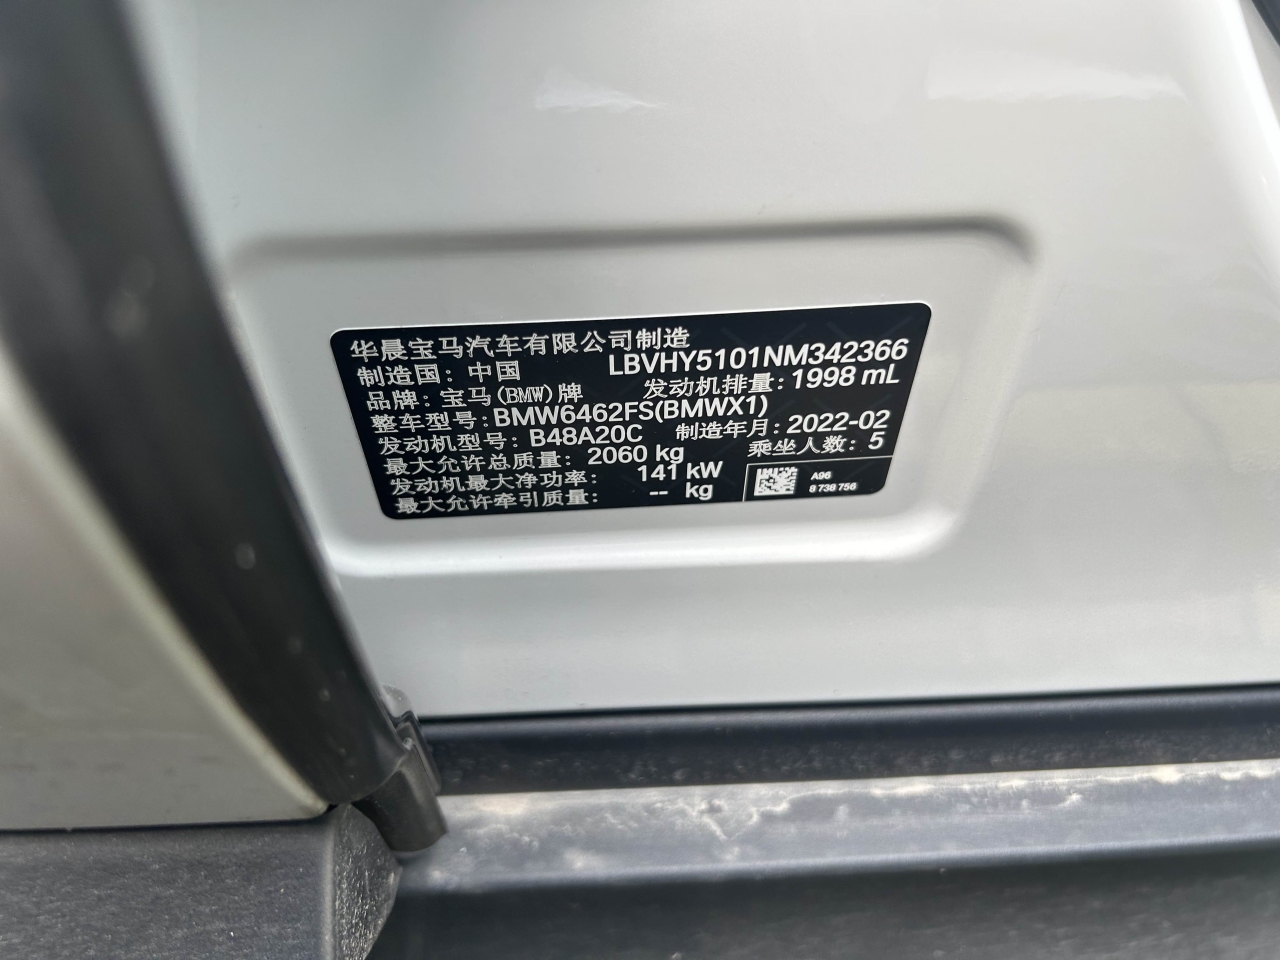 华晨宝马汽车有限公司制造
制造国：中国 LBVHY5101NM342366
品牌：宝马(BMW)牌 发动机排量：1998 mL
整车型号：BMW6462FS(BMWX1)
发动机型号：B48A20C 制造年月：2022-02
最大允许总质量：2060 kg 乘坐人数：5
发动机最大净功率：141 kW
最大允许牵引质量：-- kg
A96
8 738 756